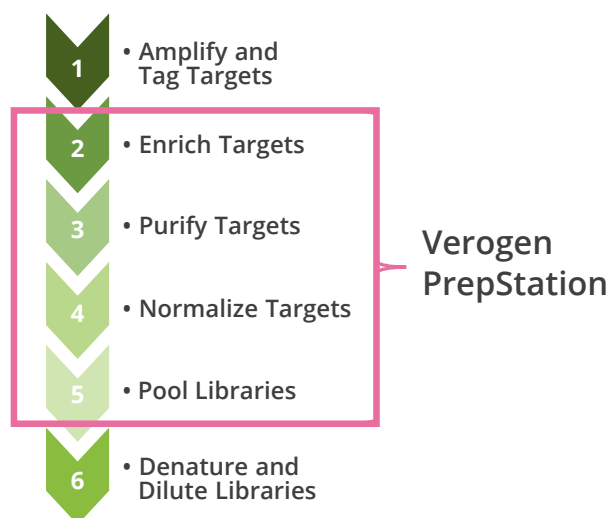 1
• Amplify and
Tag Targets
2
• Enrich Targets
3
• Purify Targets
4
• Normalize Targets
5
• Pool Libraries
6
• Denature and
Dilute Libraries
Verogen
PrepStation